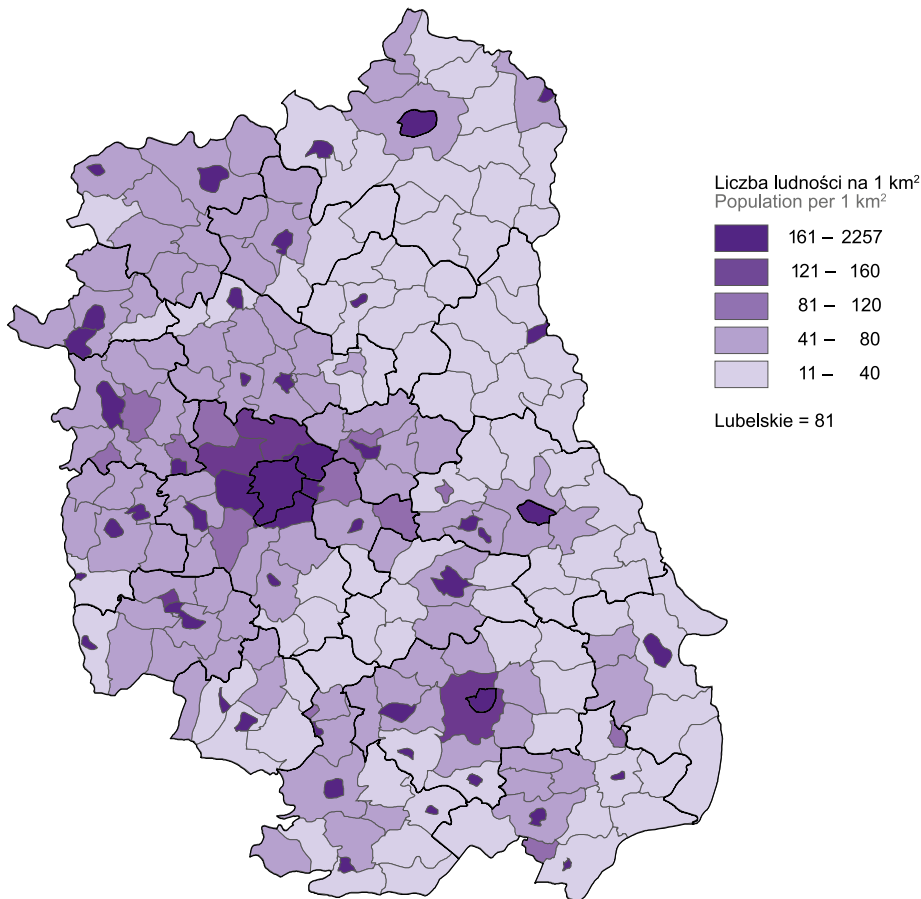 Liczba ludności na 1 km²
Population per 1 km²
161 – 2257
121 – 160
81 – 120
41 – 80
11 – 40
Lubelskie = 81